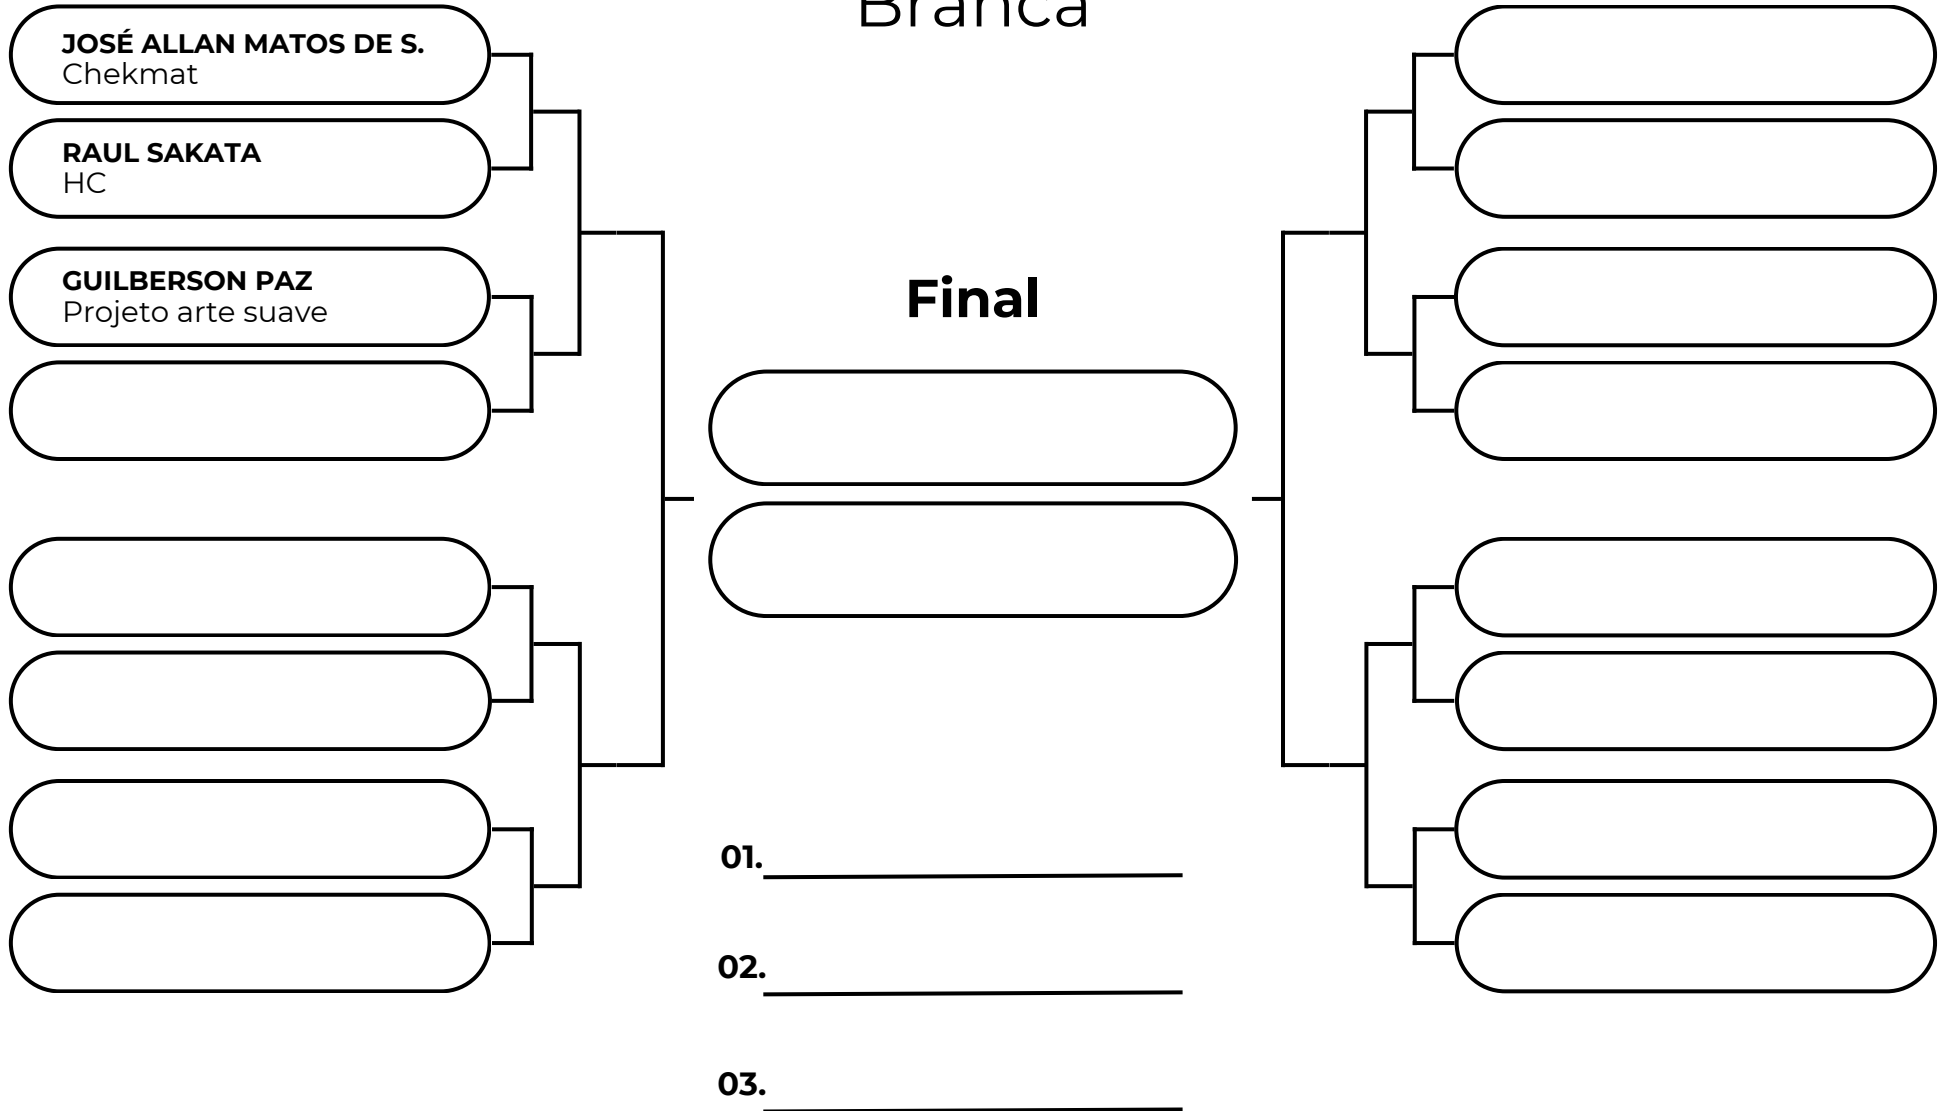 Branca
JOSÉ ALLAN MATOS DE S.
Chekmat
RAUL SAKATA
HC
GUILBERSON PAZ
Projeto arte suave
Final
01.
02.
03.